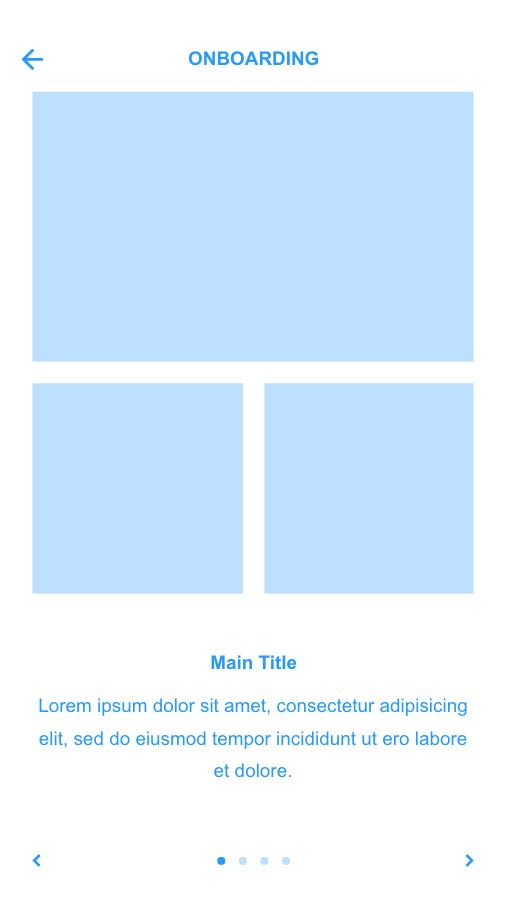 ONBOARDING
Main Title
Lorem ipsum dolor sit amet, consectetur adipisicing
elit, sed do eiusmod tempor incididunt ut ero labore
et dolore.